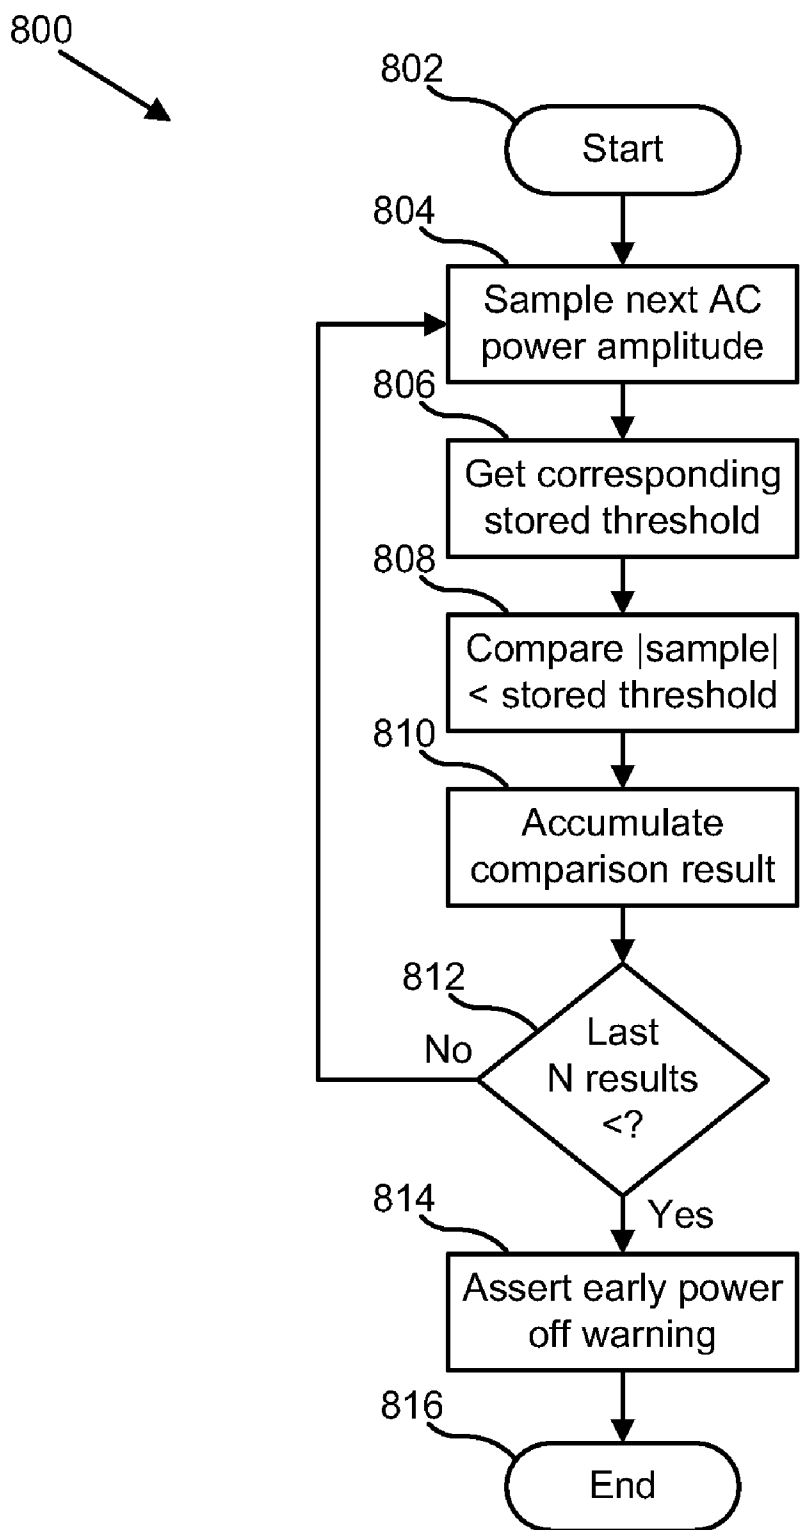 800
802
Start
804
Sample next AC
power amplitude
806
Get corresponding
stored threshold
808
Compare |sample|
< stored threshold
810
Accumulate
comparison result
812
Last
N results
<?
No
Yes
814
Assert early power
off warning
816
End